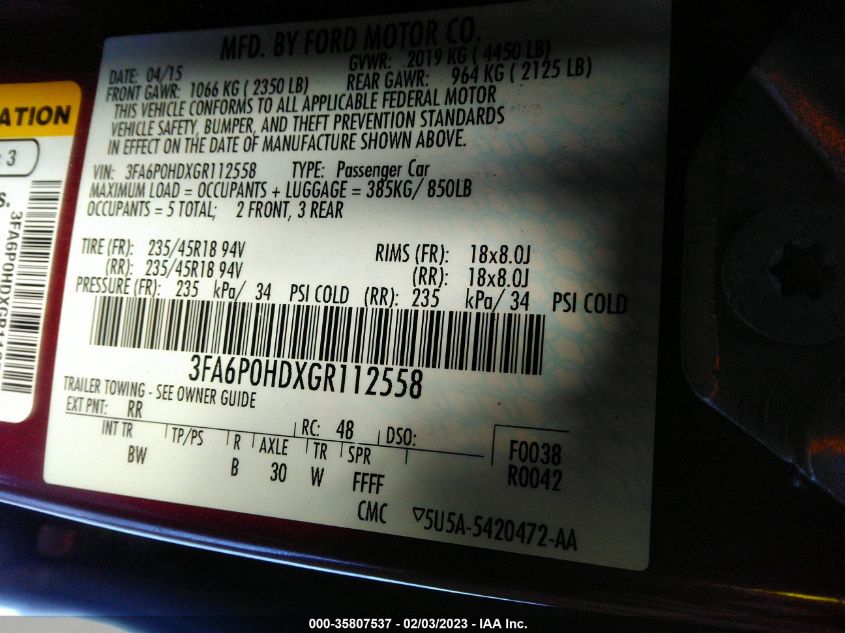 MFD. BY FORD MOTOR CO.
DATE: 04/15 GVWR: 2019 KG ( 4450 LB)
FRONT GAWR: 1066 KG ( 2350 LB) REAR GAWR: 964 KG ( 2125 LB)
THIS VEHICLE CONFORMS TO ALL APPLICABLE FEDERAL MOTOR
VEHICLE SAFETY, BUMPER, AND THEFT PREVENTION STANDARDS
IN EFFECT ON THE DATE OF MANUFACTURE SHOWN ABOVE.
VIN: 3FA6P0HDXGR112558 TYPE: Passenger Car
MAXIMUM LOAD = OCCUPANTS + LUGGAGE = 385KG/ 850LB
OCCUPANTS = 5 TOTAL; 2 FRONT, 3 REAR
TIRE (FR): 235/45R18 94V RIMS (FR): 18x8.0J
(RR): 235/45R18 94V (RR): 18x8.0J
PRESSURE (FR): 235 kPa/ 34 PSI COLD (RR): 235 kPa/ 34 PSI COLD
3FA6P0HDXGR112558
TRAILER TOWING - SEE OWNER GUIDE
EXT PNT: RR RC: 48 DSO:
INT TR TP/PS R AXLE TR SPR F0038
BW B 30 W FFFF R0042
CMC ▽5U5A-5420472-AA
ATION
3
S.
000-35807537 - 02/03/2023 - IAA Inc.